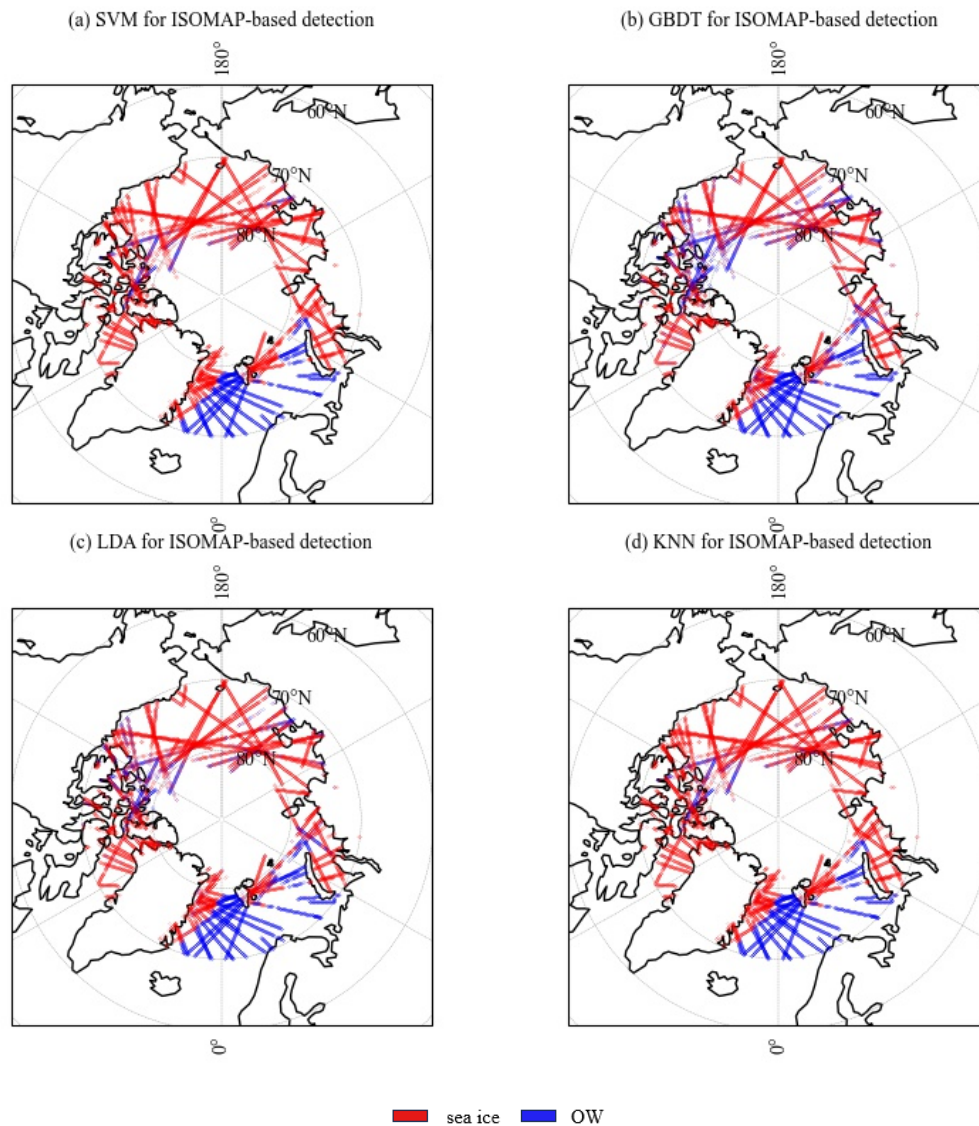 (a) SVM for ISOMAP-based detection
(b) GBDT for ISOMAP-based detection
180°
180°
60°N
60°N
70°N
70°N
80°N
80°N
0°
0°
(c) LDA for ISOMAP-based detection
(d) KNN for ISOMAP-based detection
180°
180°
60°N
60°N
70°N
70°N
80°N
80°N
0°
0°
sea ice
OW